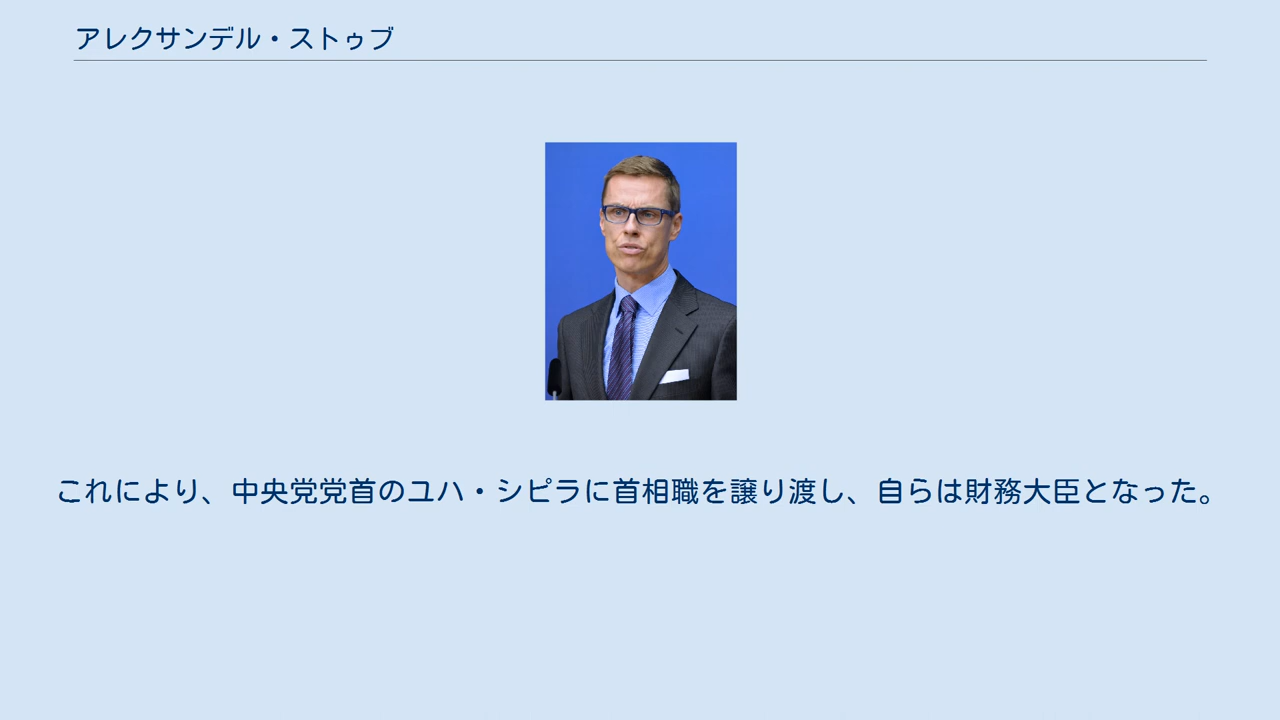 アレクサンデル・ストゥブ
これにより、中央党党首のユハ・シピラに首相職を譲り渡し、自らは財務大臣となった。